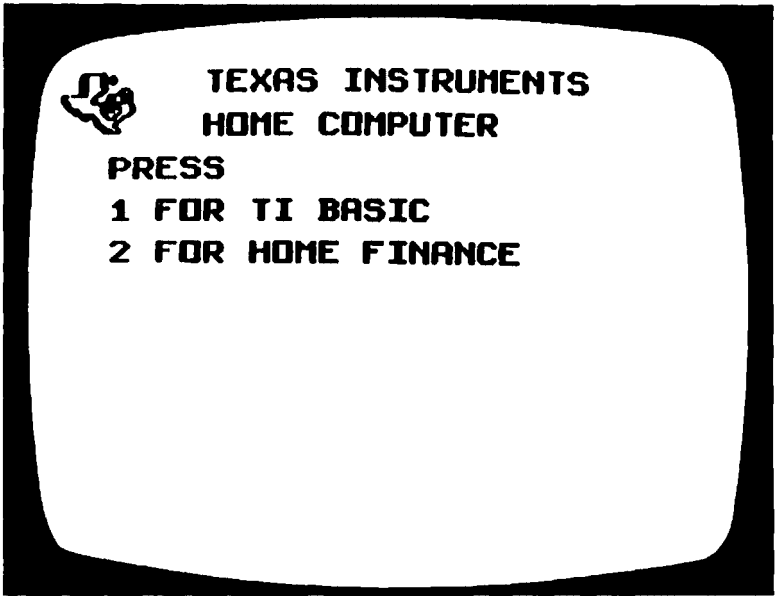 TEXAS INSTRUMENTS
HOME COMPUTER
PRESS
1 FOR TI BASIC
2 FOR HOME FINANCE